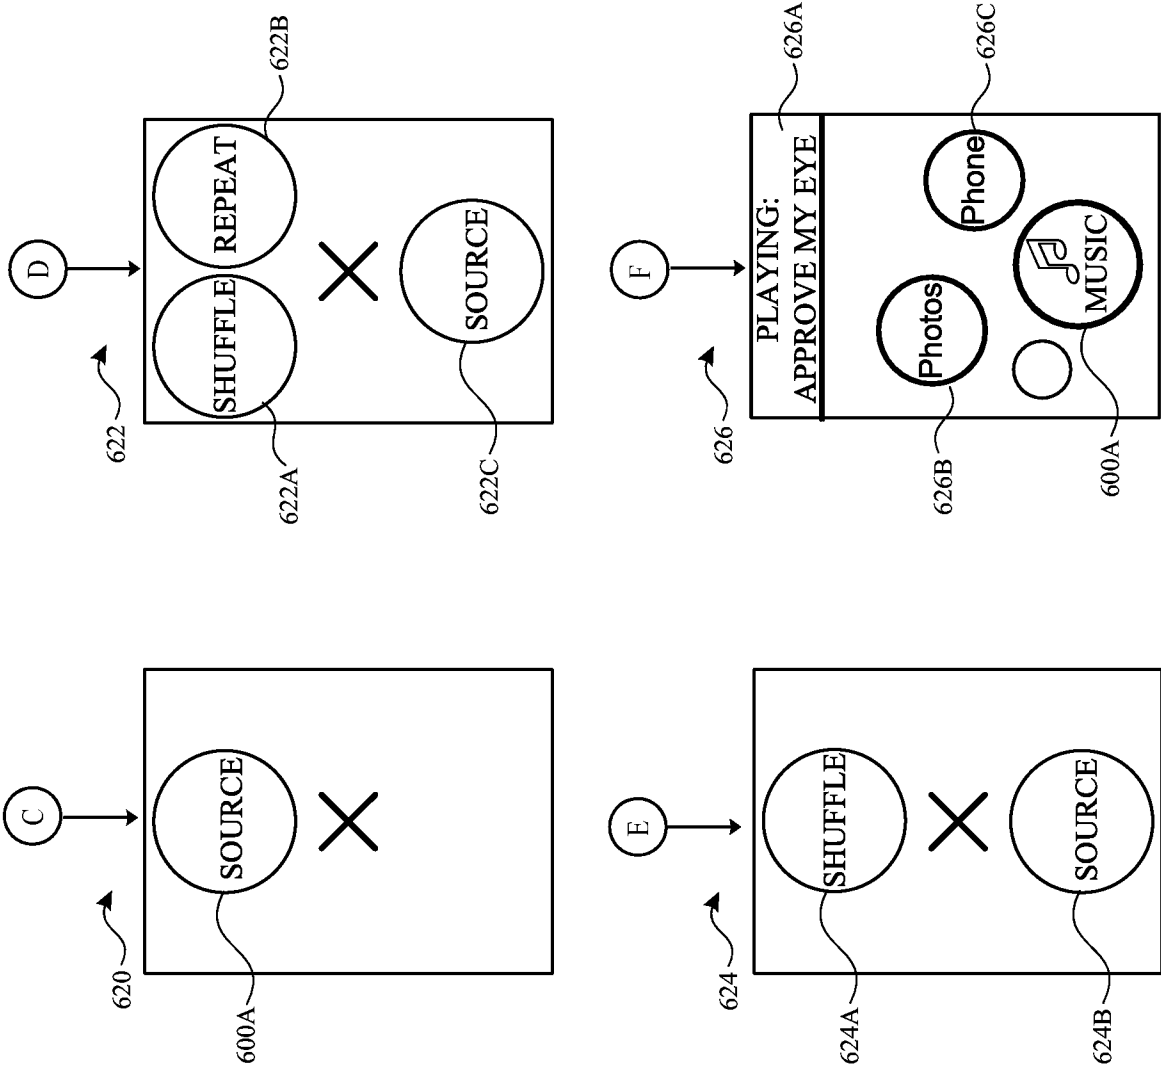 C
620
SOURCE
600A
D
622
SHUFFLE
REPEAT
622B
622A
SOURCE
622C
E
624
SHUFFLE
624A
SOURCE
624B
F
626
PLAYING:
APPROVE MY EYE
626A
Photos
Phone
626C
626B
MUSIC
600A